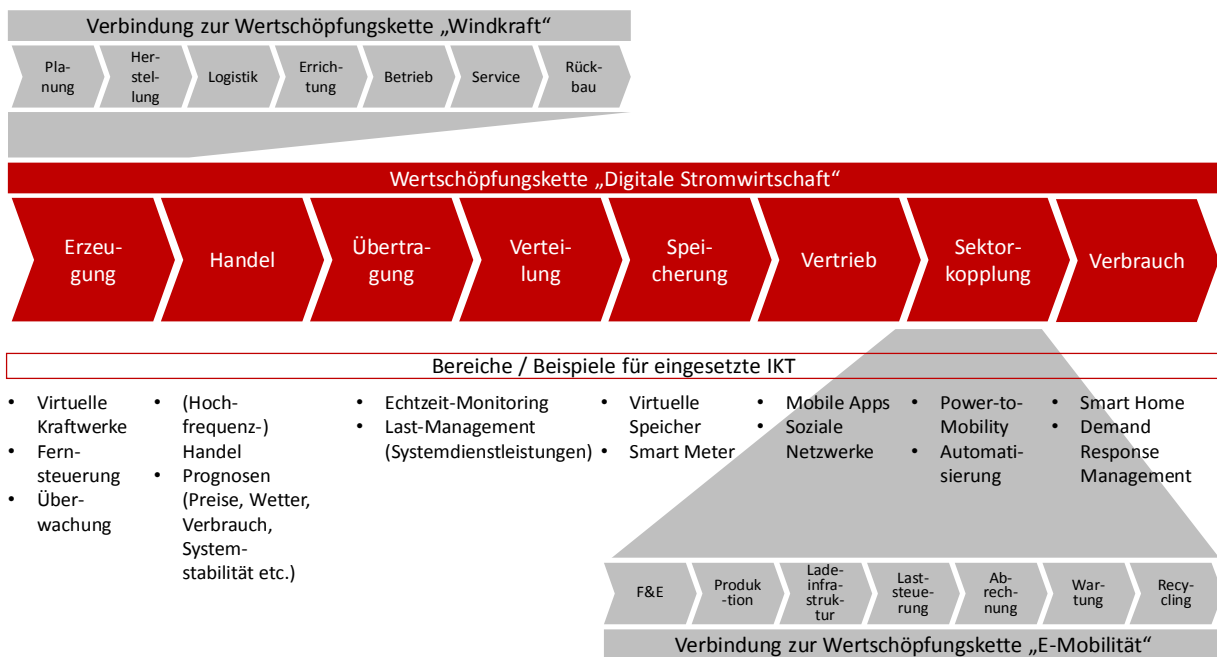 Verbindung zur Wertschöpfungskette „Windkraft“
Pla-
nung
Her-
stel-
lung
Logistik
Errich-
tung
Betrieb
Service
Rück-
bau
Wertschöpfungskette „Digitale Stromwirtschaft“
Erzeu-
gung
Handel
Übertra-
gung
Vertei-
lung
Spei-
cherung
Vertrieb
Sektor-
kopplung
Verbrauch
Bereiche / Beispiele für eingesetzte IKT
• Virtuelle
Kraftwerke
• Fern-
steuerung
• Über-
wachung
• (Hoch-
frequenz-)
Handel
• Prognosen
(Preise, Wetter,
Verbrauch,
System-
stabilität etc.)
• Echtzeit-Monitoring
• Last-Management
(Systemdienstleistungen)
• Virtuelle
Speicher
• Smart Meter
• Mobile Apps
• Soziale
Netzwerke
• Power-to-
Mobility
• Automati-
sierung
• Smart Home
• Demand
Response
Management
F&E
Produk
-tion
Lade-
infra-
struk-
tur
Last-
steue-
rung
Ab-
rech-
nung
War-
tung
Recy-
cling
Verbindung zur Wertschöpfungskette „E-Mobilität“